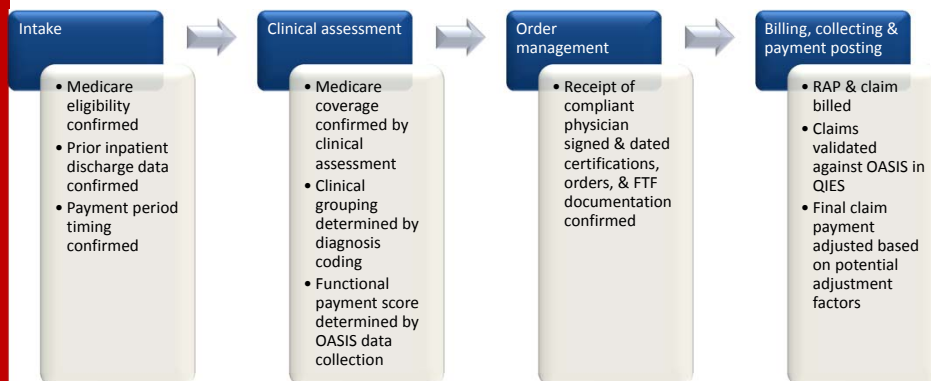 Intake
• Medicare
eligibility
confirmed
• Prior inpatient
discharge data
confirmed
• Payment period
timing
confirmed
Clinical assessment
• Medicare
coverage
confirmed by
clinical
assessment
• Clinical
grouping
determined by
diagnosis
coding
• Functional
payment score
determined by
OASIS data
collection
Order
management
• Receipt of
compliant
physician
signed & dated
certifications,
orders, & FTF
documentation
confirmed
Billing, collecting &
payment posting
• RAP & claim
billed
• Claims
validated
against OASIS in
QIES
• Final claim
payment
adjusted based
on potential
adjustment
factors